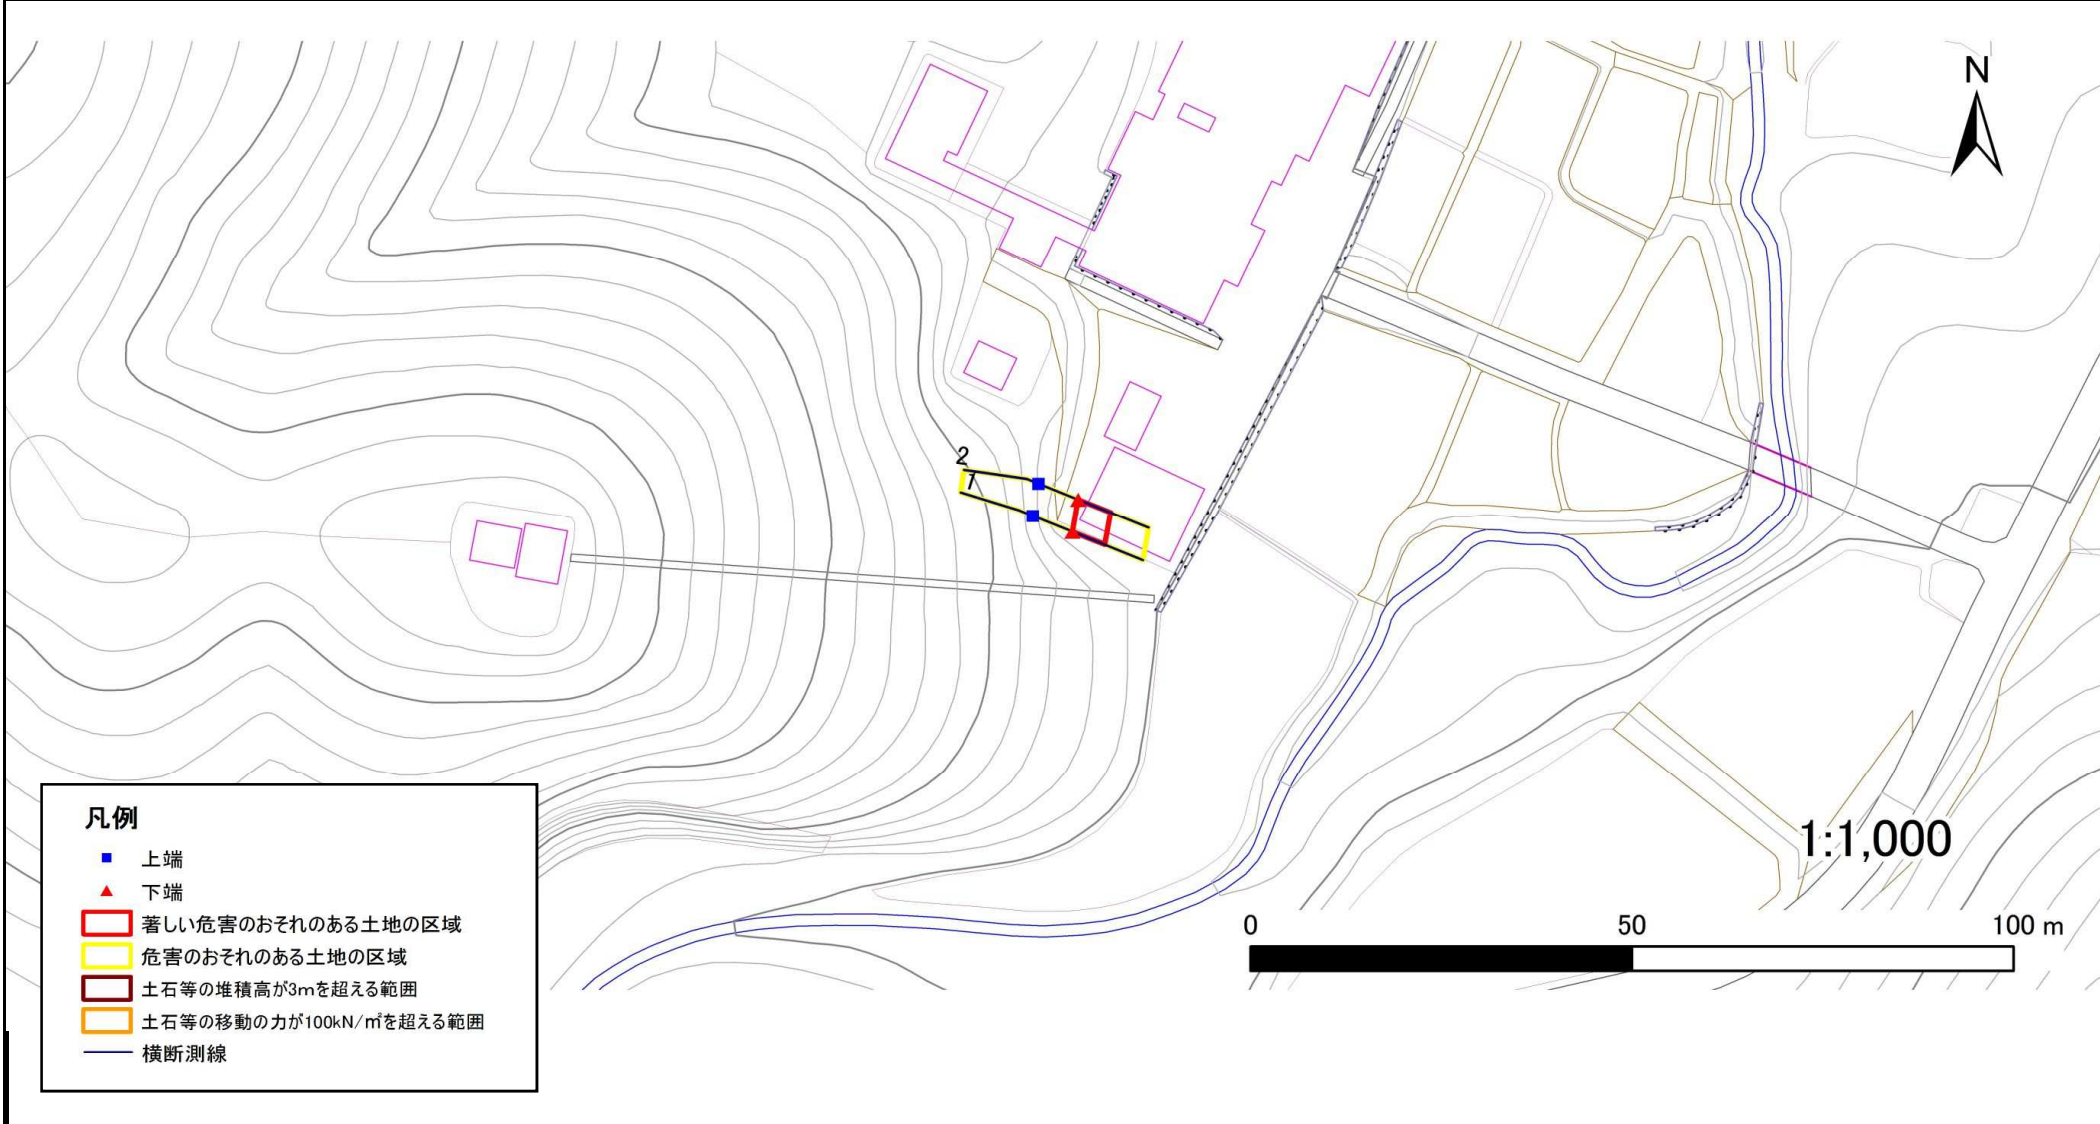 N
2
1
1:1,000
0 50 100 m
凡例
上端
下端
著しい危害のおそれのある土地の区域
危害のおそれのある土地の区域
土石等の堆積高が3mを超える範囲
土石等の移動の力が100kN/㎡を超える範囲
横断測線